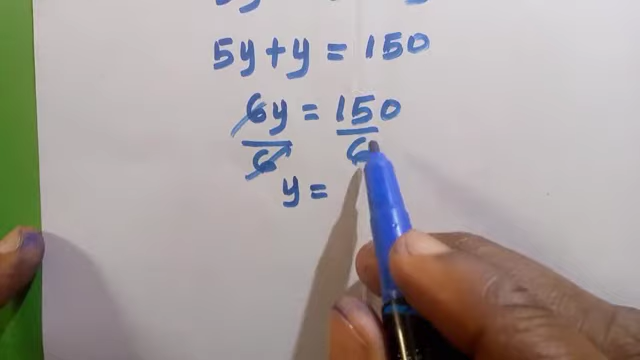 5y + y = 150
6y = 150
6 6
y =